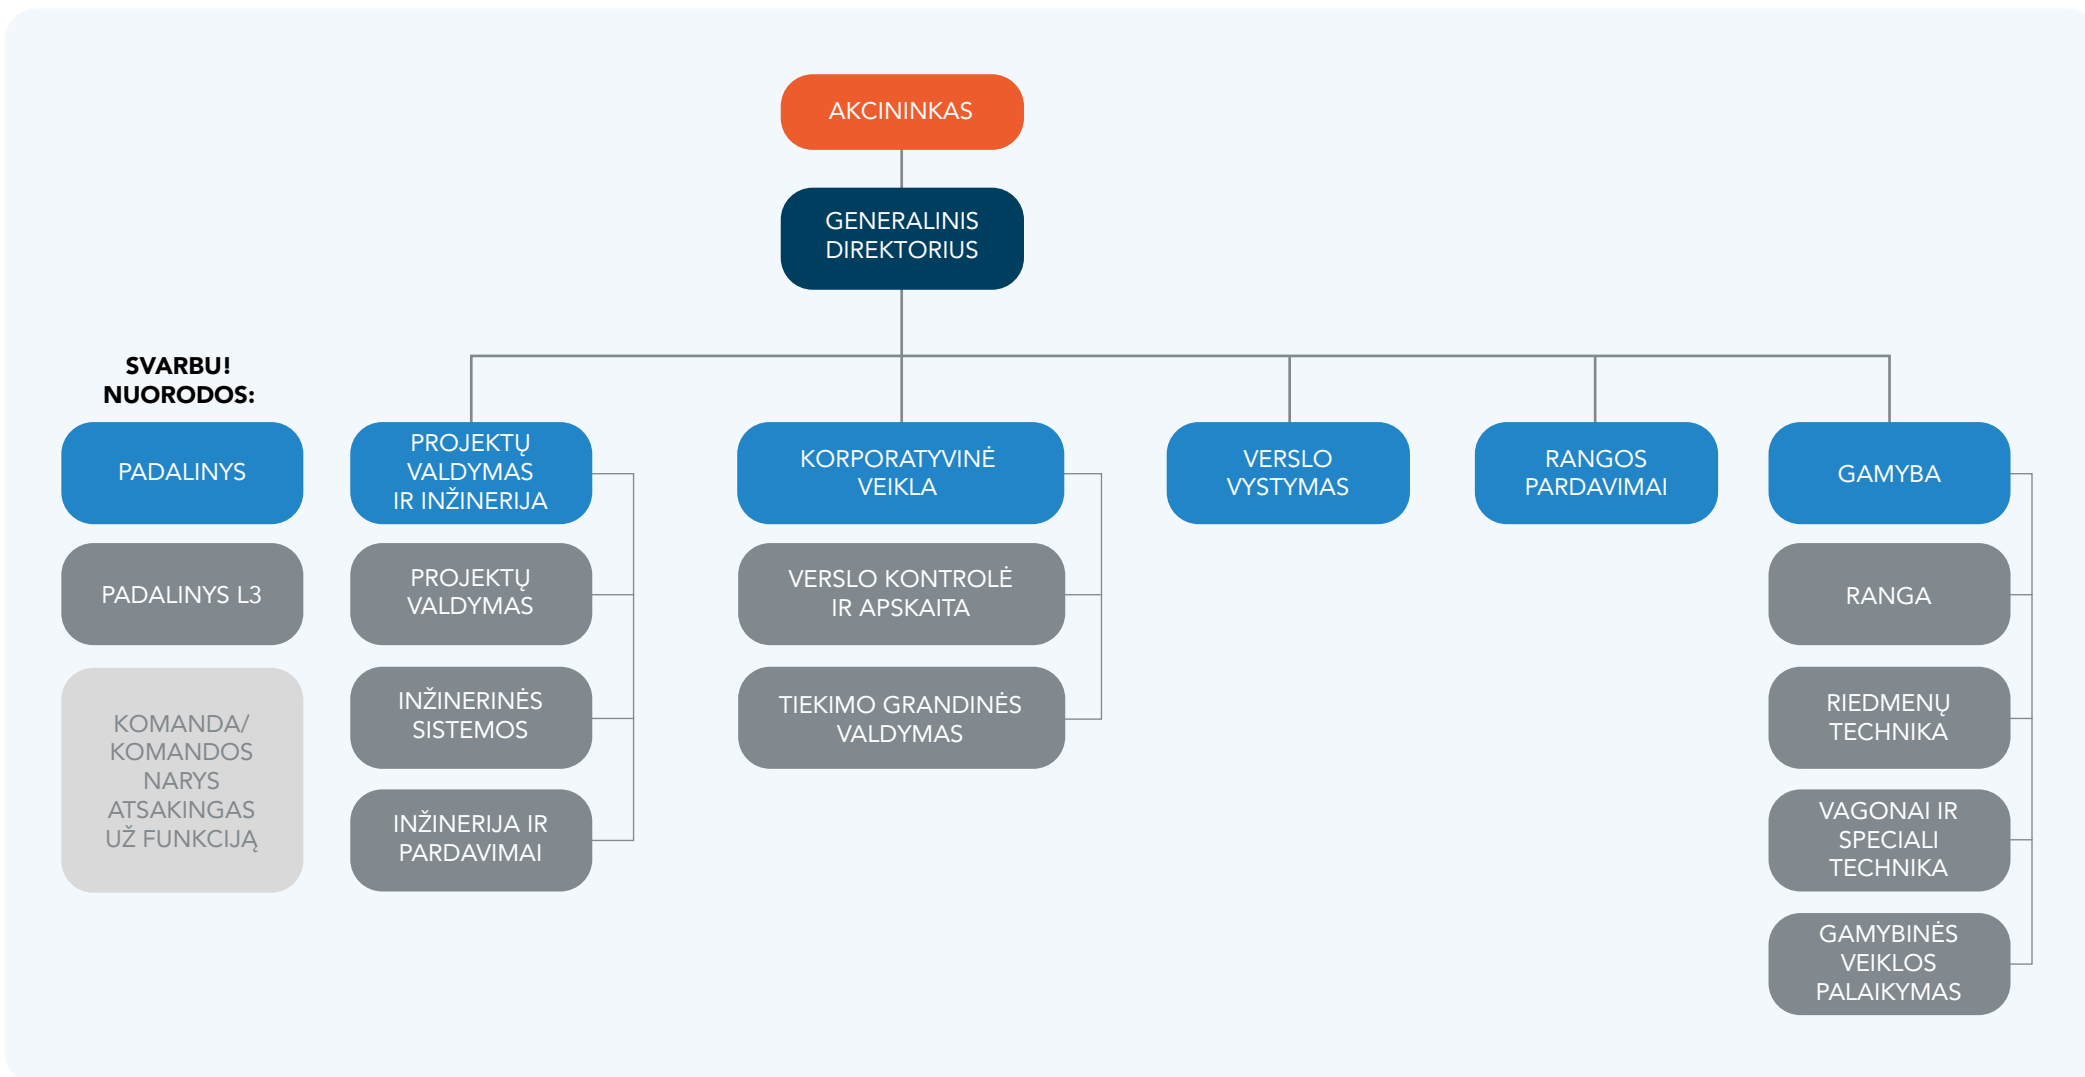 AKCININKAS
GENERALINIS
DIREKTORIUS
SVARBU!
NUORODOS:
PADALINYS
PADALINYS L3
KOMANDA/
KOMANDOS
NARYS
ATSAKINGAS
UŽ FUNKCIJĄ
PROJEKTŲ
VALDYMAS
IR INŽINERIJA
PROJEKTŲ
VALDYMAS
INŽINERINĖS
SISTEMOS
INŽINERIJA IR
PARDAVIMAI
KORPORATYVINĖ
VEIKLA
VERSLO KONTROLĖ
IR APSKAITA
TIEKIMO GRANDINĖS
VALDYMAS
VERSLO
VYSTYMAS
RANGOS
PARDAVIMAI
GAMYBA
RANGA
RIEDMENŲ
TECHNIKA
VAGONAI IR
SPECIALI
TECHNIKA
GAMYBINĖS
VEIKLOS
PALAIKYMAS